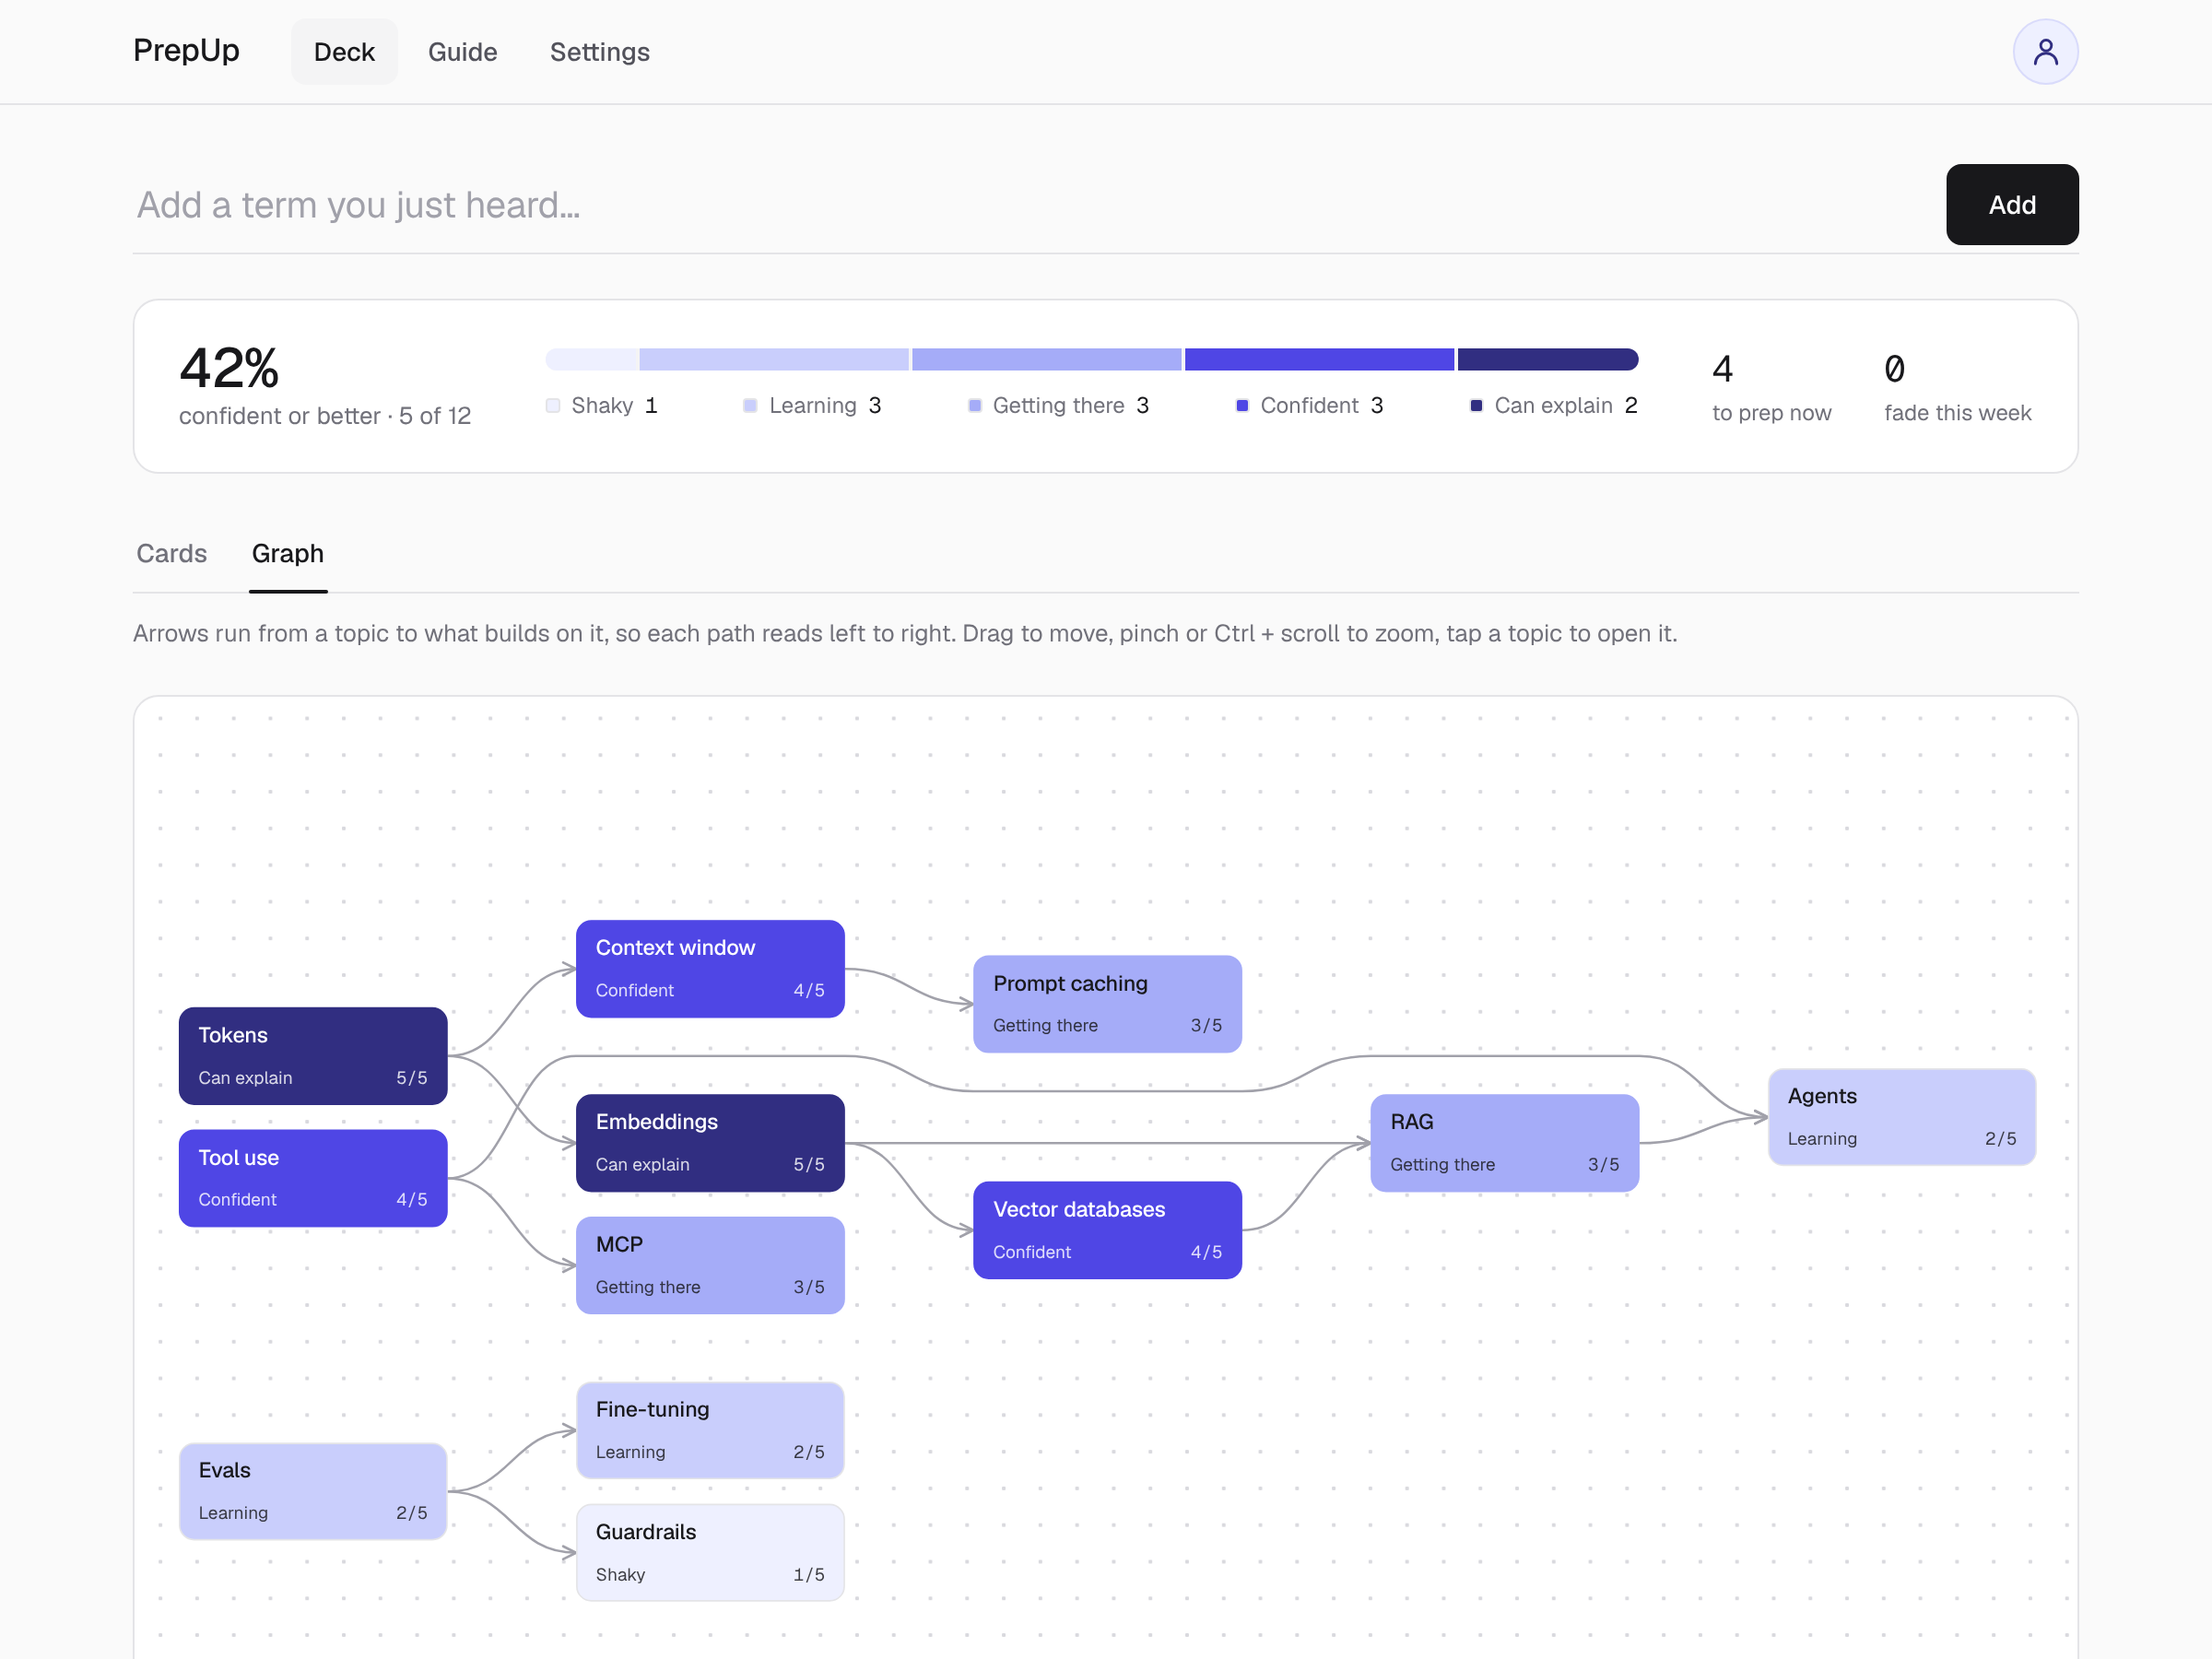 PrepUp Deck Guide Settings
Add a term you just heard... Add
42%
confident or better · 5 of 12
Shaky 1 Learning 3 Getting there 3 Confident 3 Can explain 2
4
to prep now
0
fade this week
Cards Graph
Arrows run from a topic to what builds on it, so each path reads left to right. Drag to move, pinch or Ctrl + scroll to zoom, tap a topic to open it.
Context window
Confident 4/5
Prompt caching
Getting there 3/5
Tokens
Can explain 5/5
Agents
Learning 2/5
Embeddings
Can explain 5/5
RAG
Getting there 3/5
Tool use
Confident 4/5
Vector databases
Confident 4/5
MCP
Getting there 3/5
Fine-tuning
Learning 2/5
Evals
Learning 2/5
Guardrails
Shaky 1/5